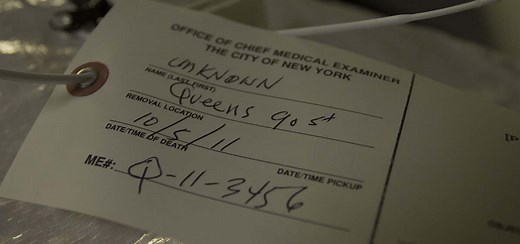 OFFICE OF CHIEF MEDICAL EXAMINER
THE CITY OF NEW YORK
UNKNOWN
NAME (LAST, FIRST)
Queens 90 st
REMOVAL LOCATION
10/5/11
DATE/TIME OF DEATH DATE/TIME PICKUP
ME#: Q-11-3456